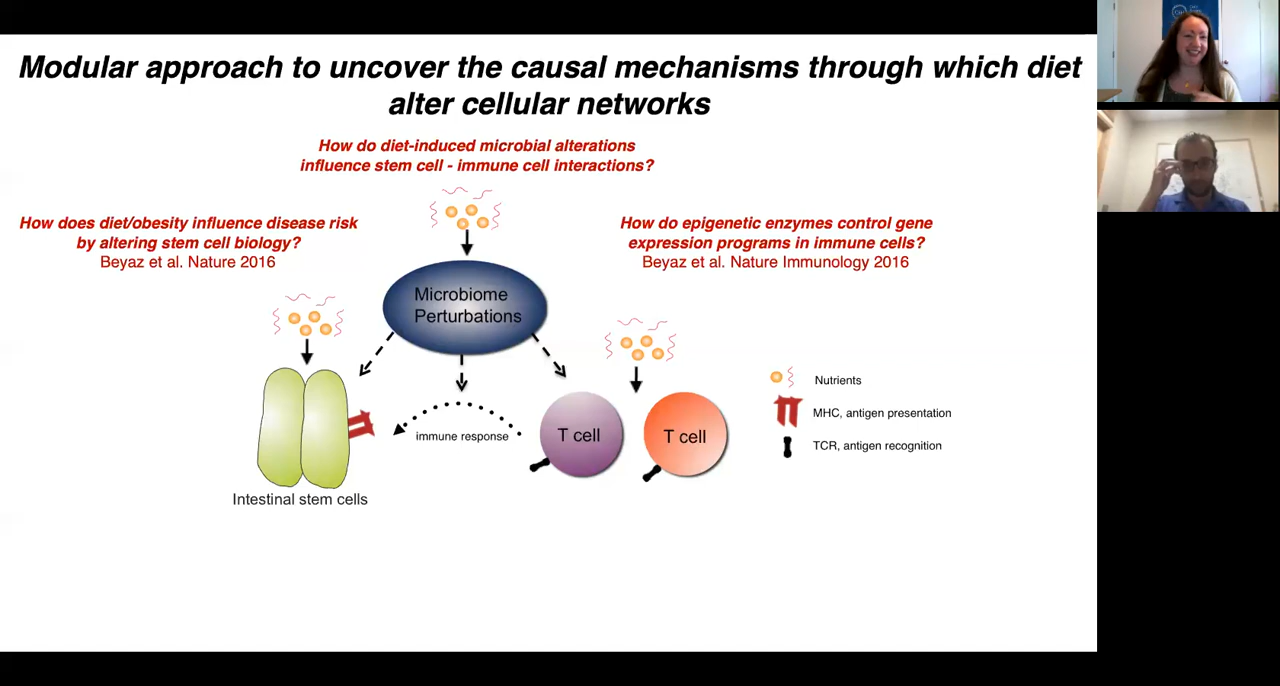 Modular approach to uncover the causal mechanisms through which diet
alter cellular networks
How do diet-induced microbial alterations
influence stem cell - immune cell interactions?
How does diet/obesity influence disease risk
by altering stem cell biology?
Beyaz et al. Nature 2016
How do epigenetic enzymes control gene
expression programs in immune cells?
Beyaz et al. Nature Immunology 2016
Microbiome
Perturbations
immune response
T cell
T cell
Intestinal stem cells
Nutrients
MHC, antigen presentation
TCR, antigen recognition